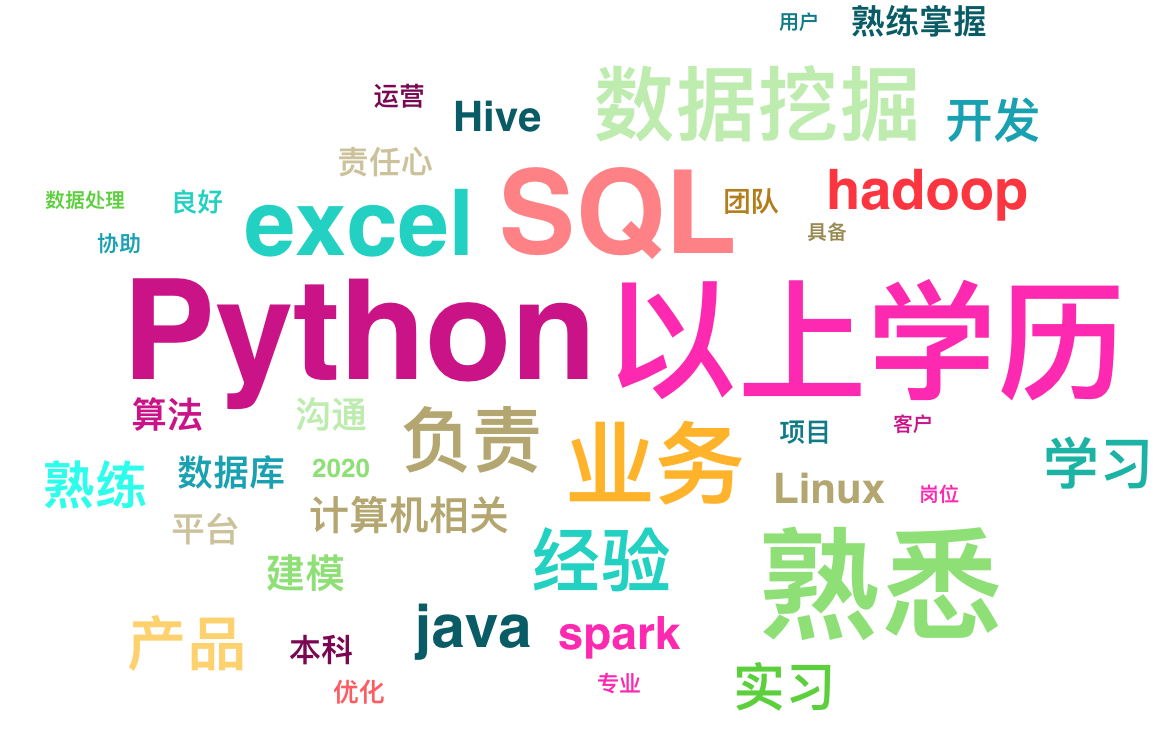 用户
熟练掌握
运营
Hive
数据挖掘
开发
责任心
数据处理
良好
excel
SQL
团队
hadoop
协助
具备
Python
以上学历
算法
沟通
负责
业务
项目
客户
熟练
数据库
2020
学习
Linux
岗位
平台
计算机相关
建模
经验
熟悉
产品
本科
java
spark
优化
专业
实习